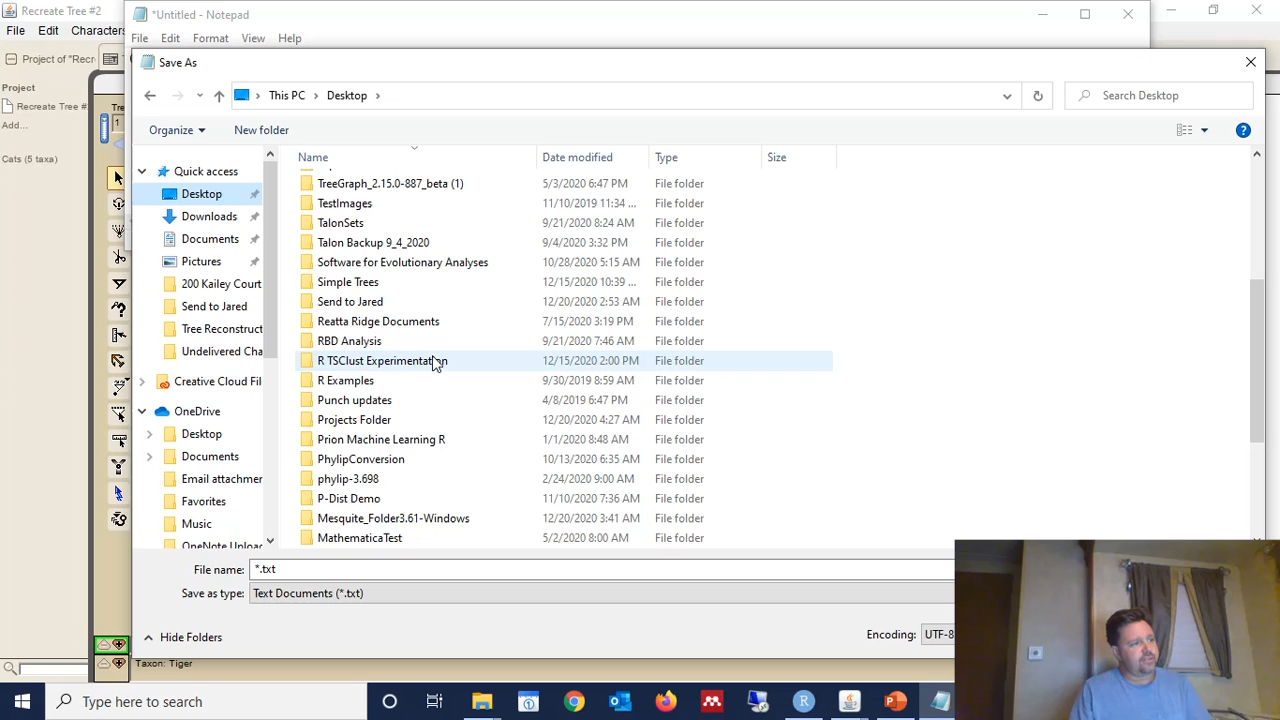 Recreate Tree #2
*Untitled - Notepad
File Edit Characters
File Edit Format View Help
Project of "Recr
Save As
Project
Recreate Tree #
Add...
Cats (5 taxa)
Tre
1
This PC > Desktop >
Search Desktop
Organize New folder
Name Date modified Type Size
Quick access
Desktop
Downloads
Documents
Pictures
200 Kailey Court
Send to Jared
Tree Reconstruct
Undelivered Cha
Creative Cloud Fil
OneDrive
Desktop
Documents
Email attachmer
Favorites
Music
OneNote Uploac
TreeGraph_2.15.0-887_beta (1) 5/3/2020 6:47 PM File folder
TestImages 11/10/2019 11:34 ... File folder
TalonSets 9/21/2020 8:24 AM File folder
Talon Backup 9_4_2020 9/4/2020 3:32 PM File folder
Software for Evolutionary Analyses 10/28/2020 5:15 AM File folder
Simple Trees 12/15/2020 10:39 ... File folder
Send to Jared 12/20/2020 2:53 AM File folder
Reatta Ridge Documents 7/15/2020 3:19 PM File folder
RBD Analysis 9/21/2020 7:46 AM File folder
R TSClust Experimentation 12/15/2020 2:00 PM File folder
R Examples 9/30/2019 8:59 AM File folder
Punch updates 4/8/2019 6:47 PM File folder
Projects Folder 12/20/2020 4:27 AM File folder
Prion Machine Learning R 1/1/2020 8:48 AM File folder
PhylipConversion 10/13/2020 6:35 AM File folder
phylip-3.698 2/24/2020 9:00 AM File folder
P-Dist Demo 11/10/2020 7:36 AM File folder
Mesquite_Folder3.61-Windows 12/20/2020 3:41 AM File folder
MathematicaTest 5/2/2020 8:00 AM File folder
File name: *.txt
Save as type: Text Documents (*.txt)
Hide Folders
Encoding: UTF-8
Taxon: Tiger
Type here to search